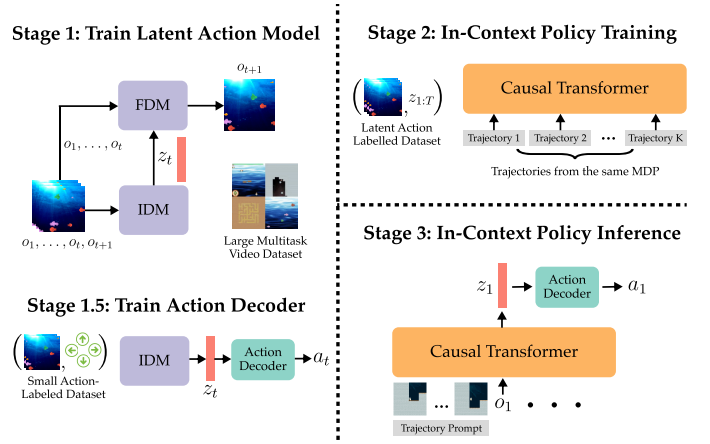 Stage 1: Train Latent Action Model
o_{t+1}
FDM
o_1, . . . , o_t
z_t
IDM
o_1, . . . , o_t, o_{t+1}
Large Multitask
Video Dataset
Stage 1.5: Train Action Decoder
( , )
Small Action-
Labeled Dataset
IDM
z_t
Action
Decoder
a_t
Stage 2: In-Context Policy Training
( , z_{1:T})
Latent Action
Labelled Dataset
Causal Transformer
Trajectory 1
Trajectory 2
...
Trajectory K
Trajectories from the same MDP
Stage 3: In-Context Policy Inference
z_1
Action
Decoder
a_1
Causal Transformer
...
o_1
• • •
Trajectory Prompt